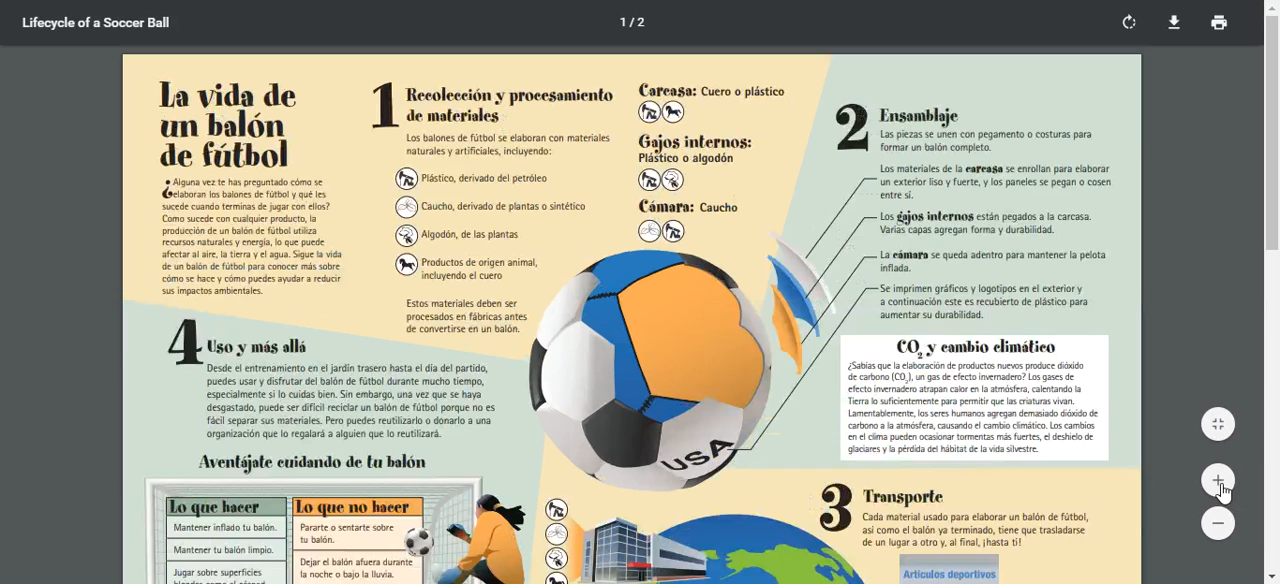 Lifecycle of a Soccer Ball
1 / 2
La vida de
un balón
de fútbol
¿Alguna vez te has preguntado cómo se
elaboran los balones de fútbol y qué les
sucede cuando terminas de jugar con ellos?
Como sucede con cualquier producto, la
producción de un balón de fútbol utiliza
recursos naturales y energía, lo que puede
afectar al aire, la tierra y el agua. Sigue la vida
de un balón de fútbol para conocer más sobre
cómo se hace y cómo puedes ayudar a reducir
sus impactos ambientales.
1
Recolección y procesamiento
de materiales
Los balones de fútbol se elaboran con materiales
naturales y artificiales, incluyendo:
Plástico, derivado del petróleo
Caucho, derivado de plantas o sintético
Algodón, de las plantas
Productos de origen animal,
incluyendo el cuero
Estos materiales deben ser
procesados en fábricas antes
de convertirse en un balón.
Carcasa: Cuero o plástico
Gajos internos:
Plástico o algodón
Cámara: Caucho
USA
2
Ensamblaje
Las piezas se unen con pegamento o costuras para
formar un balón completo.
Los materiales de la carcasa se enrollan para elaborar
un exterior liso y fuerte, y los paneles se pegan o cosen
entre sí.
Los gajos internos están pegados a la carcasa.
Varias capas agregan forma y durabilidad.
La cámara se queda adentro para mantener la pelota
inflada.
Se imprimen gráficos y logotipos en el exterior y
a continuación este es recubierto de plástico para
aumentar su durabilidad.
CO2 y cambio climático
¿Sabías que la elaboración de productos nuevos produce dióxido
de carbono (CO2), un gas de efecto invernadero? Los gases de
efecto invernadero atrapan calor en la atmósfera, calentando la
Tierra lo suficientemente para permitir que las criaturas vivan.
Lamentablemente, los seres humanos agregan demasiado dióxido de
carbono a la atmósfera, causando el cambio climático. Los cambios
en el clima pueden ocasionar tormentas más fuertes, el deshielo de
glaciares y la pérdida del hábitat de la vida silvestre.
3
Transporte
Cada material usado para elaborar un balón de fútbol,
así como el balón ya terminado, tiene que trasladarse
de un lugar a otro y, al final, ¡hasta ti!
Artículos deportivos
4
Uso y más allá
Desde el entrenamiento en el jardín trasero hasta el día del partido,
puedes usar y disfrutar del balón de fútbol durante mucho tiempo,
especialmente si lo cuidas bien. Sin embargo, una vez que se haya
desgastado, puede ser difícil reciclar un balón de fútbol porque no es
fácil separar sus materiales. Pero puedes reutilizarlo o donarlo a una
organización que lo regalará a alguien que lo reutilizará.
Aventájate cuidando de tu balón
Lo que hacer
Mantener inflado tu balón.
Mantener tu balón limpio.
Jugar sobre superficies
Lo que no hacer
Pararte o sentarte sobre
tu balón.
Dejar el balón afuera durante
la noche o bajo la lluvia.